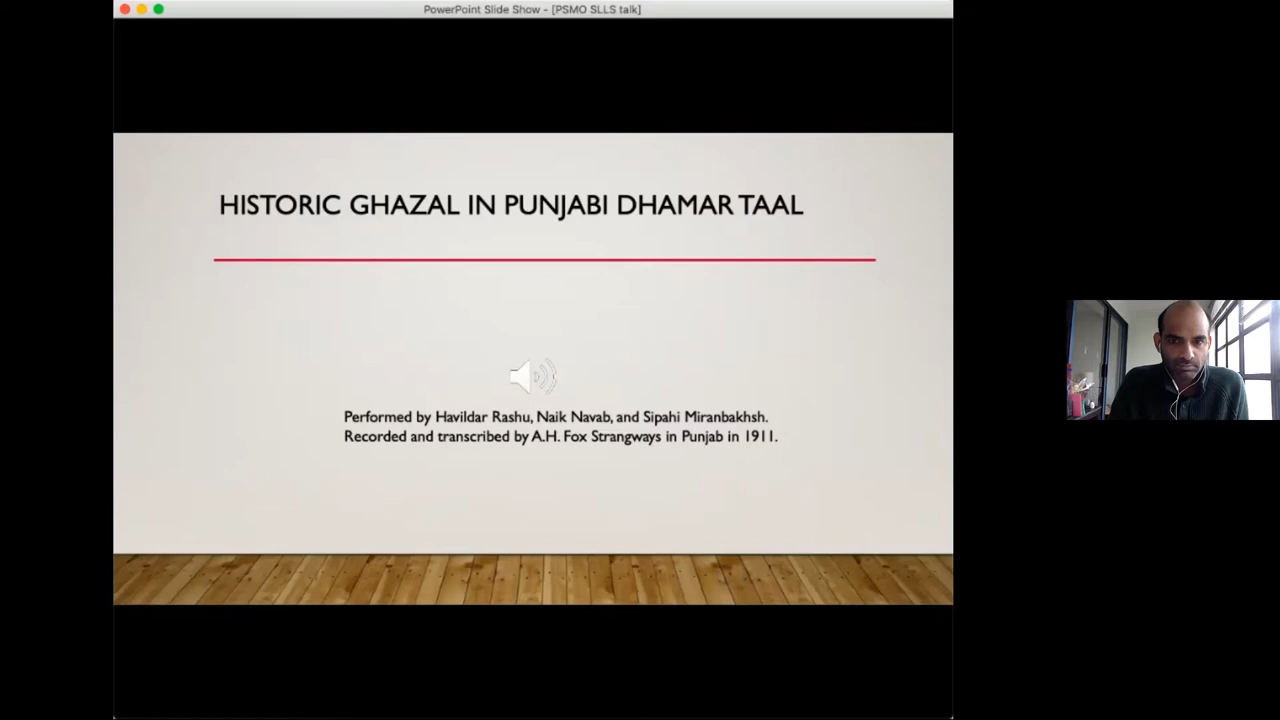 PowerPoint Slide Show - [PSMO SLLS talk]
HISTORIC GHAZAL IN PUNJABI DHAMAR TAAL
Performed by Havildar Rashu, Naik Navab, and Sipahi Miranbakhsh.
Recorded and transcribed by A.H. Fox Strangways in Punjab in 1911.